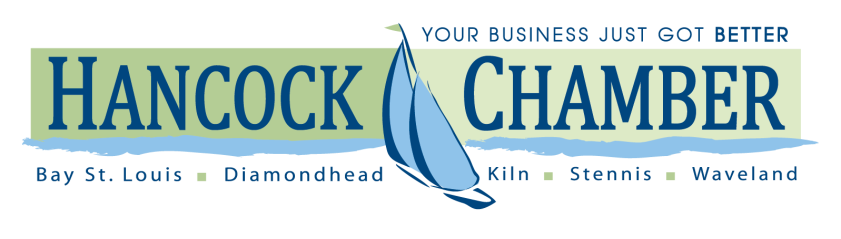 YOUR BUSINESS JUST GOT BETTER
HANCOCK CHAMBER
Bay St. Louis ▪ Diamondhead Kiln ▪ Stennis ▪ Waveland